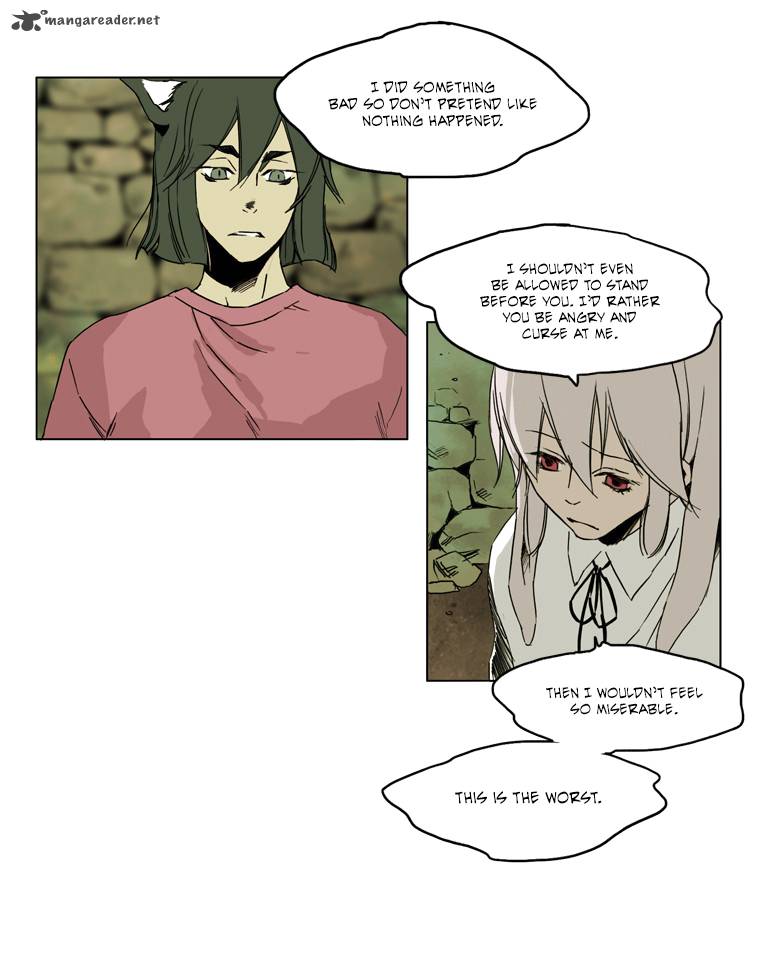 mangareader.net
I DID SOMETHING
BAD SO DON'T PRETEND LIKE
NOTHING HAPPENED.
I SHOULDN'T EVEN
BE ALLOWED TO STAND
BEFORE YOU. I'D RATHER
YOU BE ANGRY AND
CURSE AT ME.
THEN I WOULDN'T FEEL
SO MISERABLE.
THIS IS THE WORST.